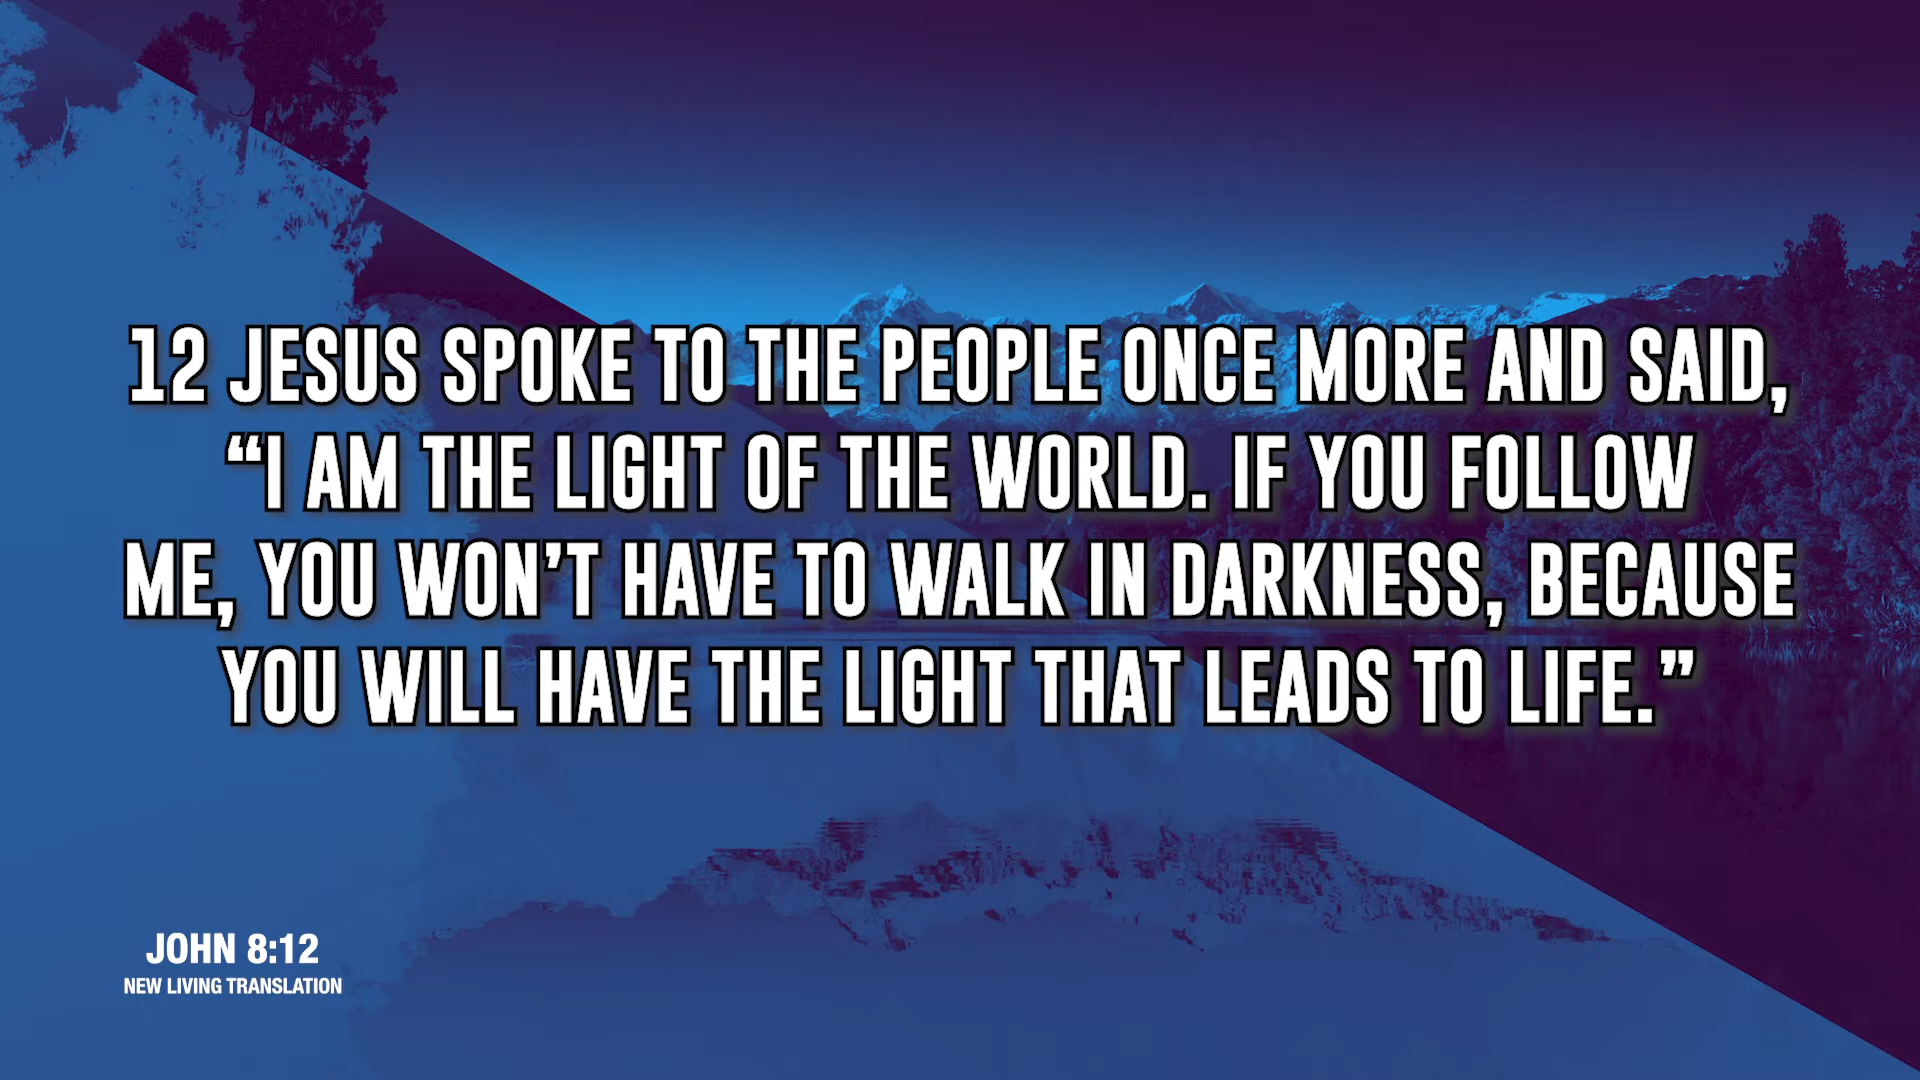 12 JESUS SPOKE TO THE PEOPLE ONCE MORE AND SAID,
“I AM THE LIGHT OF THE WORLD. IF YOU FOLLOW
ME, YOU WON’T HAVE TO WALK IN DARKNESS, BECAUSE
YOU WILL HAVE THE LIGHT THAT LEADS TO LIFE.”
JOHN 8:12
NEW LIVING TRANSLATION